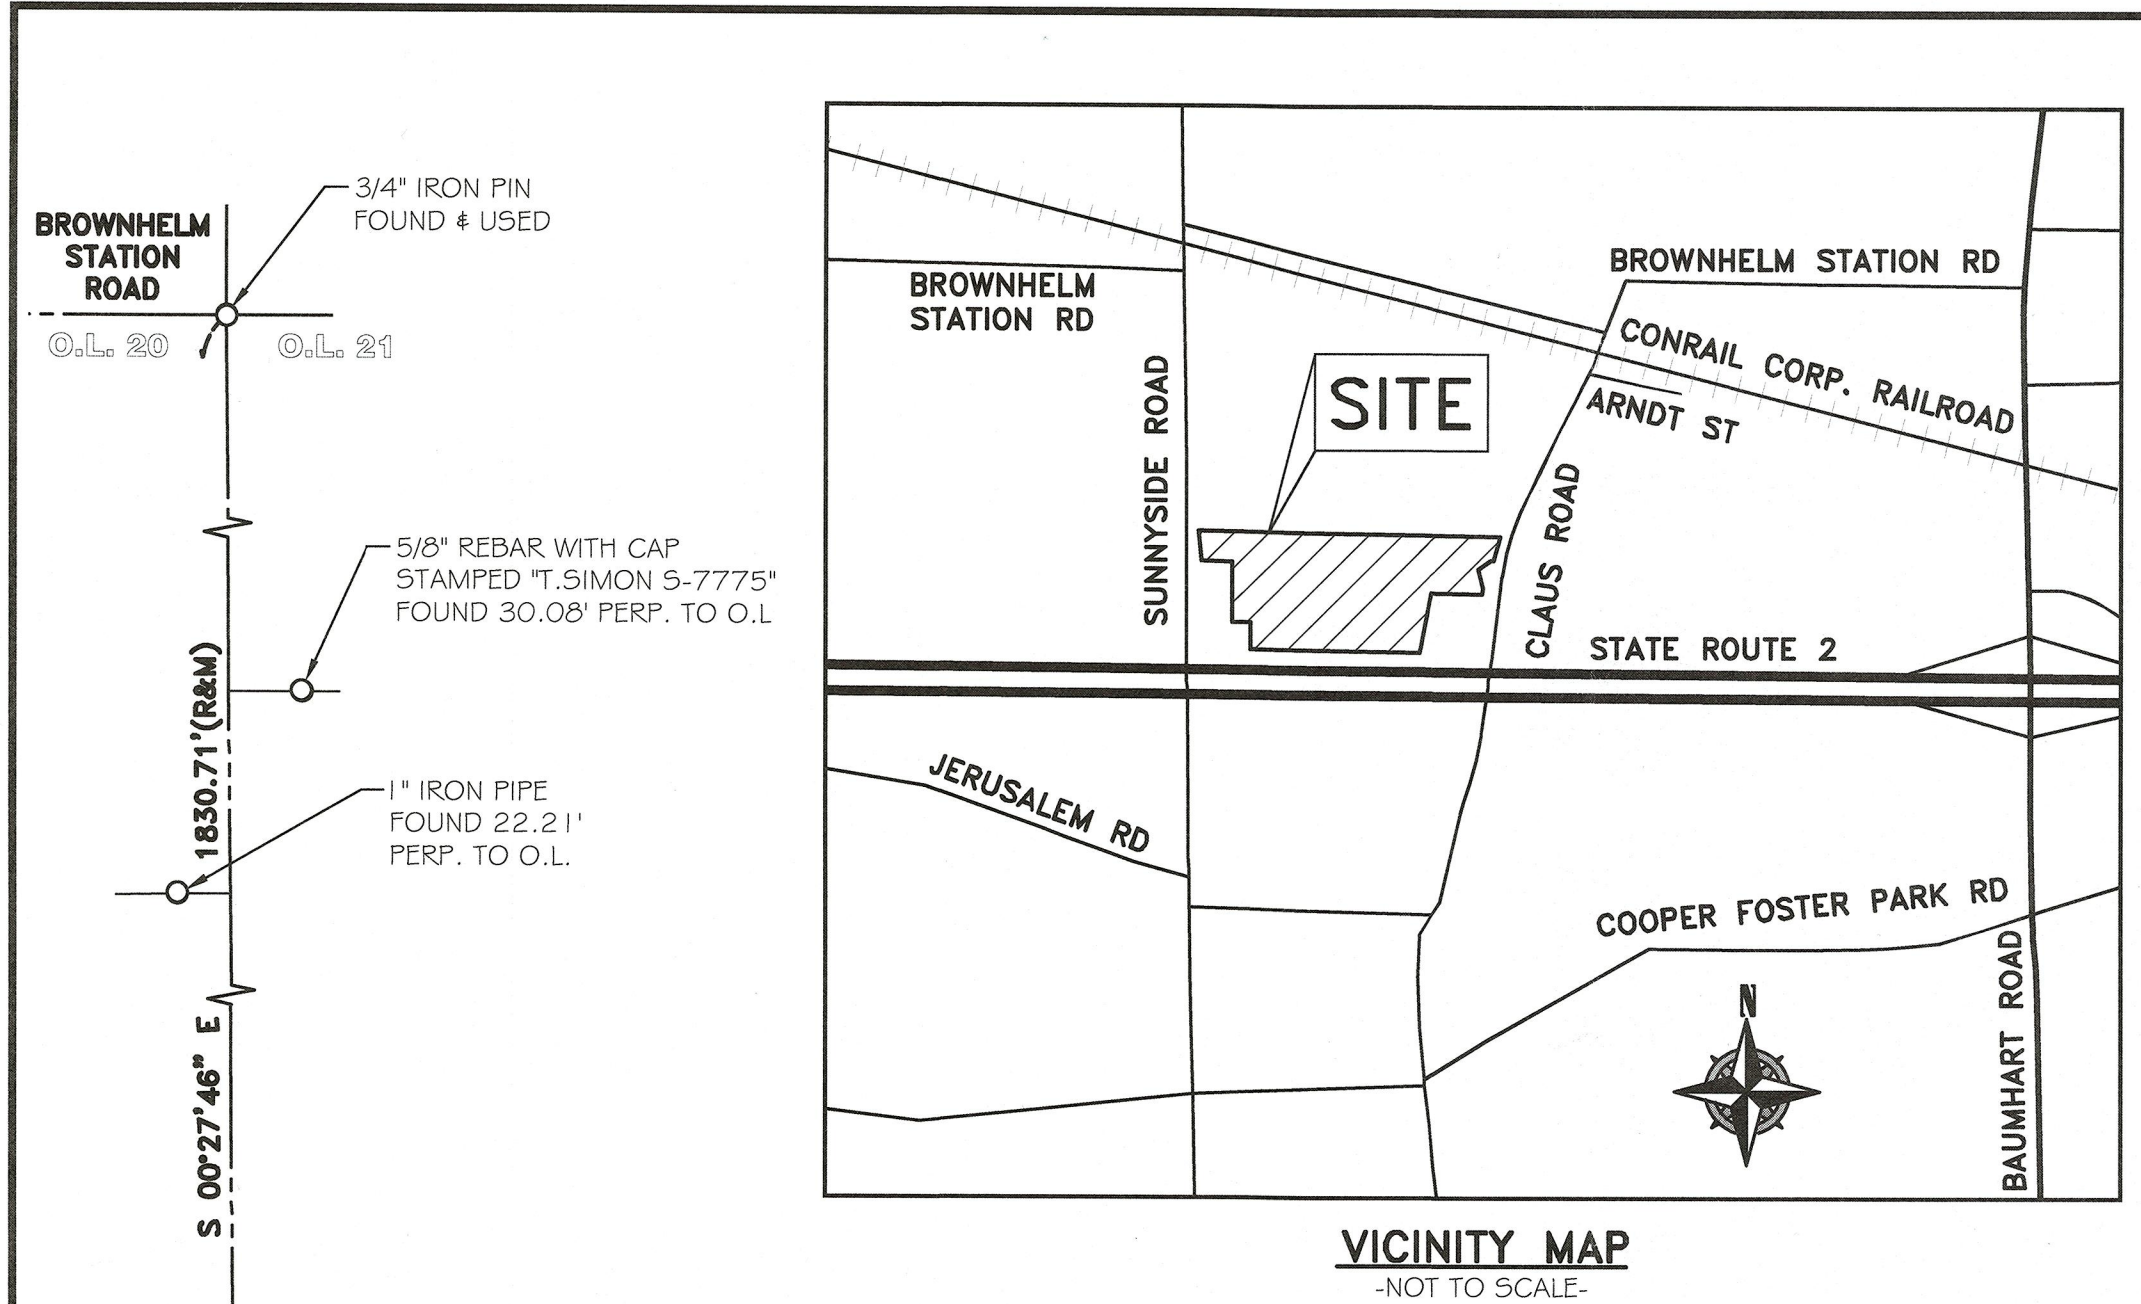 3/4" IRON PIN
FOUND & USED
BROWNHELM
STATION
ROAD
O.L. 20
O.L. 21
5/8" REBAR WITH CAP
STAMPED "T.SIMON S-7775"
FOUND 30.08' PERP. TO O.L
1830.71'(R&M)
1" IRON PIPE
FOUND 22.21'
PERP. TO O.L.
S 00°27'46" E
BROWNHELM
STATION RD
BROWNHELM STATION RD
CONRAIL CORP. RAILROAD
ARNDT ST
SITE
SUNNYSIDE ROAD
CLAUS ROAD
STATE ROUTE 2
JERUSALEM RD
COOPER FOSTER PARK RD
BAUMHART ROAD
N
VICINITY MAP
-NOT TO SCALE-